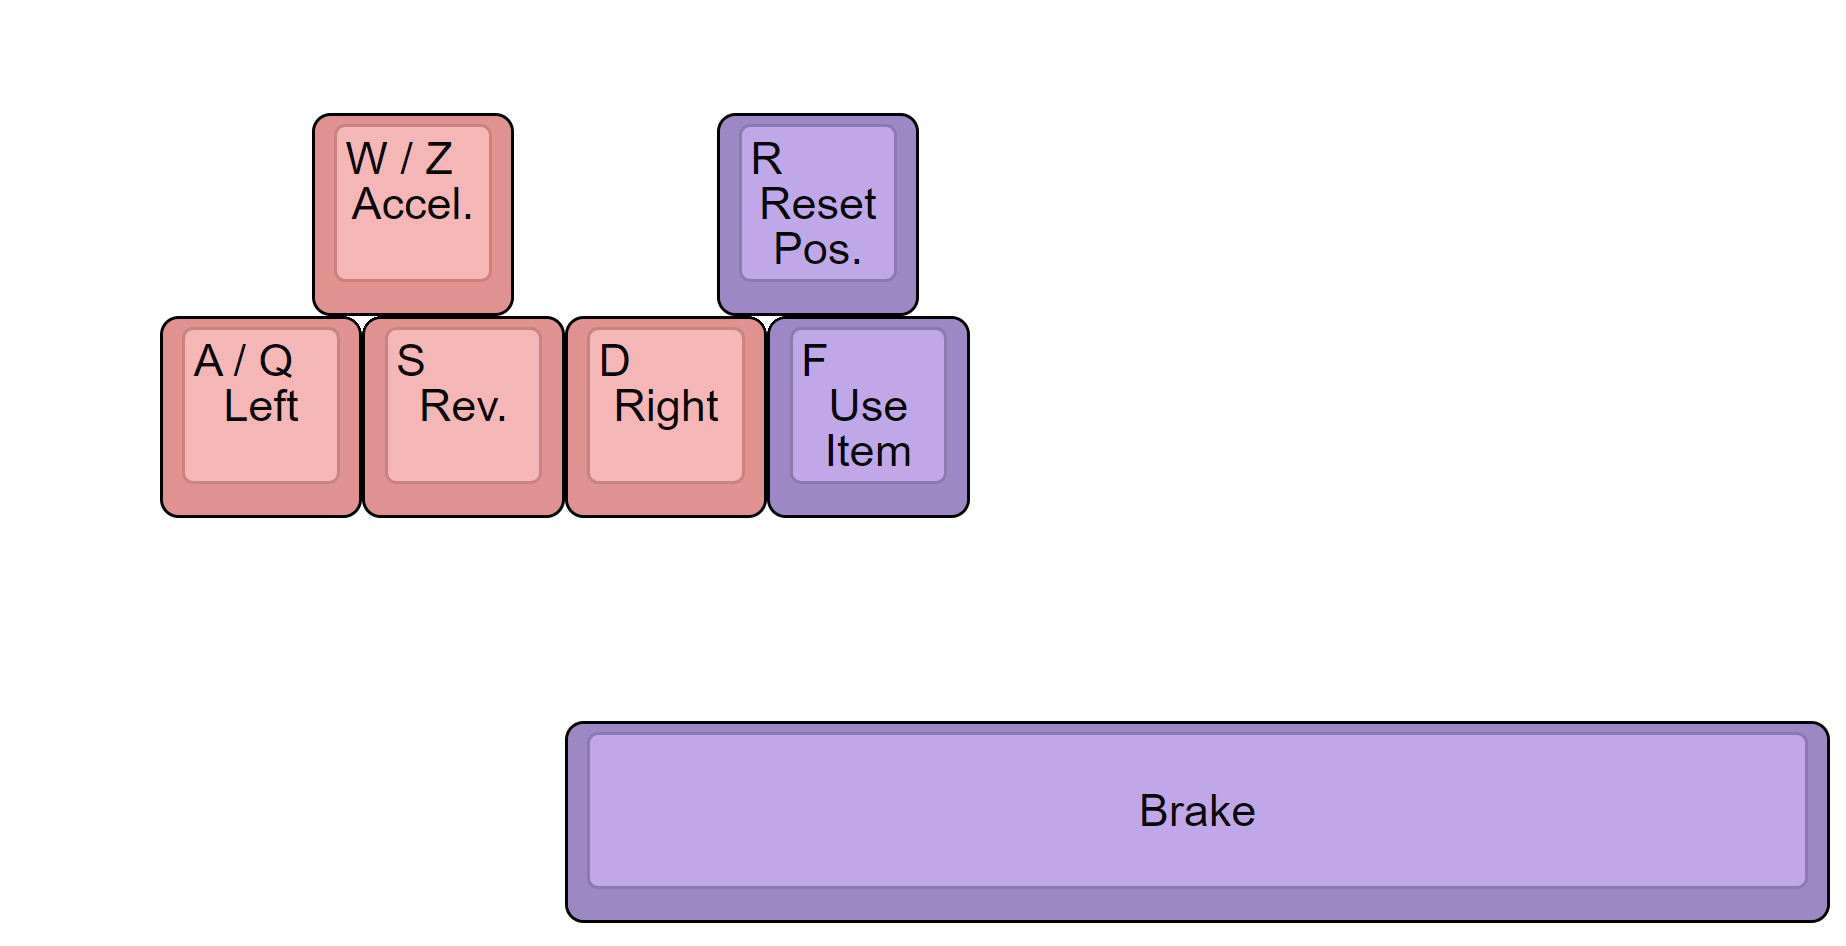 W / Z
Accel.
R
Reset
Pos.
A / Q
Left
S
Rev.
D
Right
F
Use
Item
Brake